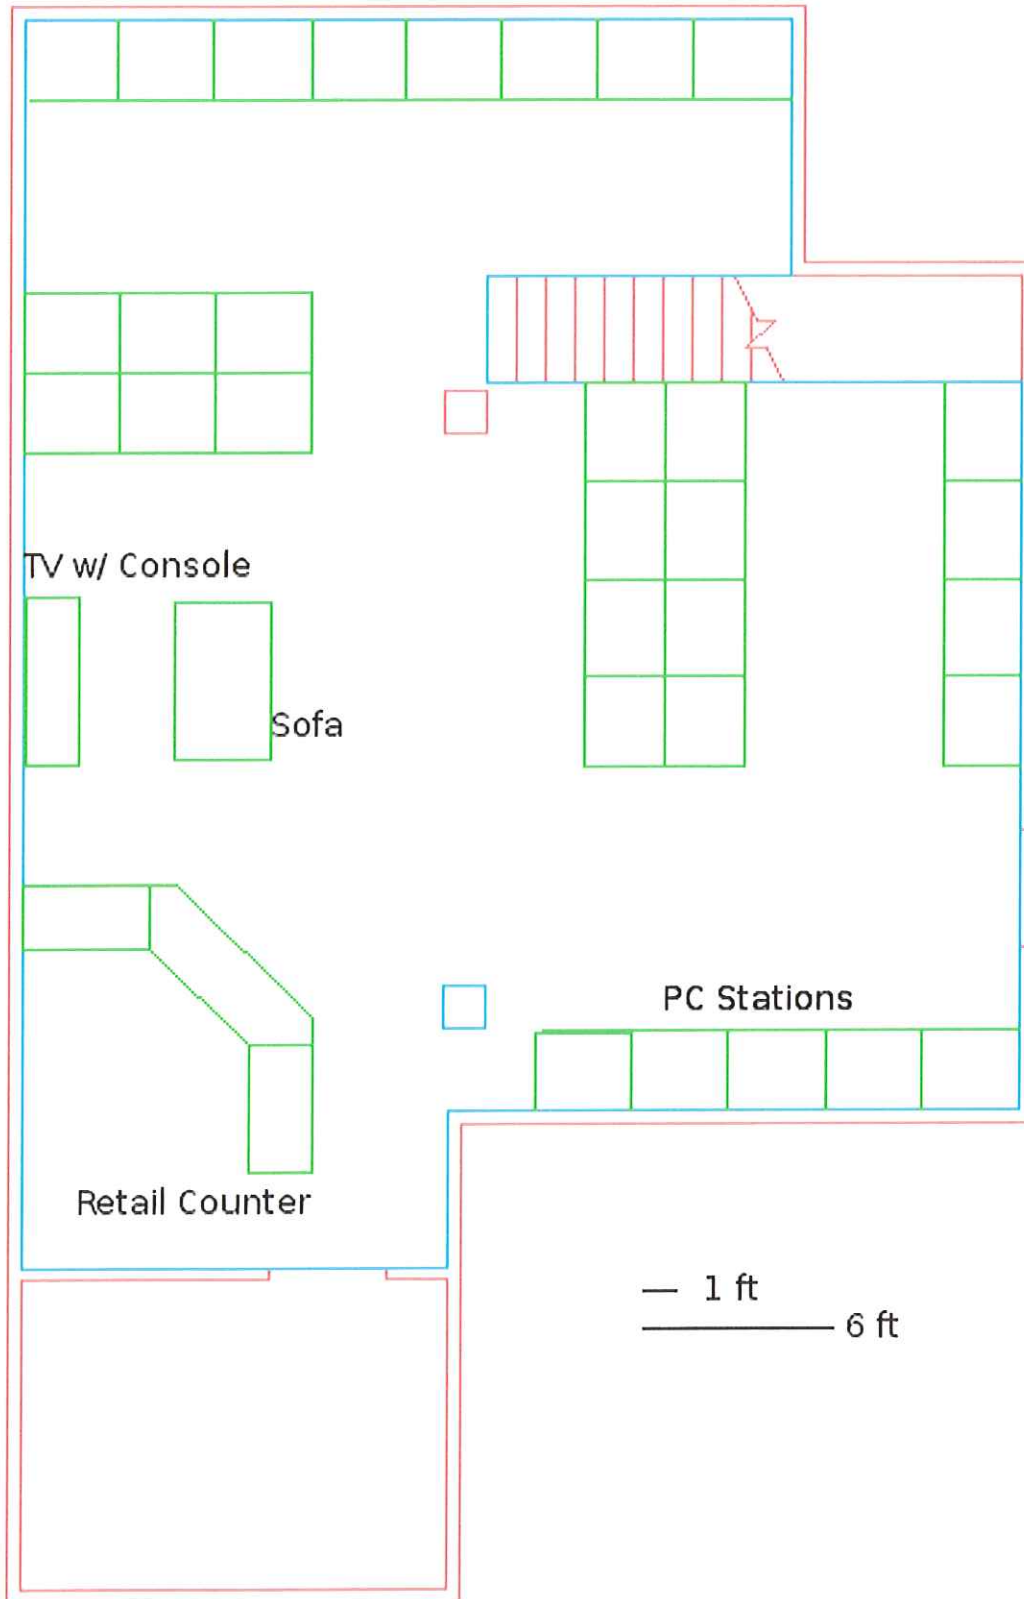 TV w/ Console
Sofa
PC Stations
Retail Counter
1 ft
6 ft